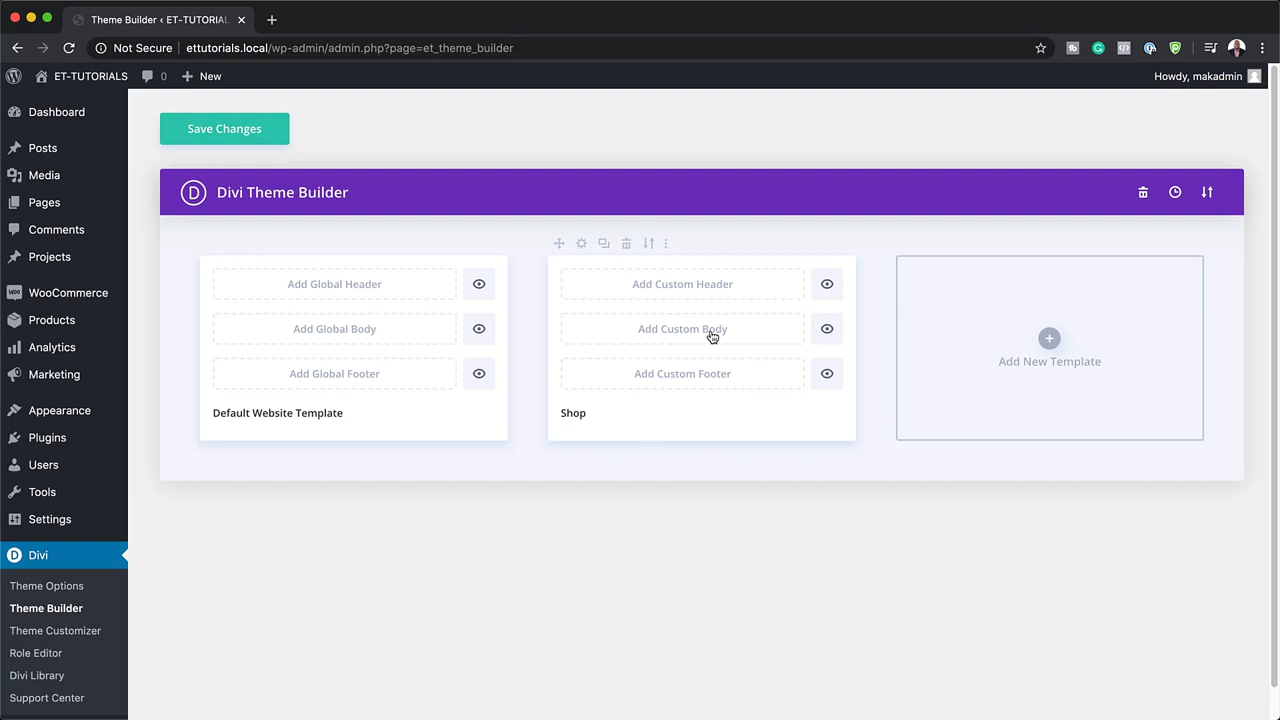 Theme Builder ‹ ET-TUTORIAL
Not Secure ettutorials.local/wp-admin/admin.php?page=et_theme_builder
ET-TUTORIALS 0 New Howdy, makadmin
Dashboard
Posts
Media
Pages
Comments
Projects
WooCommerce
Products
Analytics
Marketing
Appearance
Plugins
Users
Tools
Settings
Divi
Theme Options
Theme Builder
Theme Customizer
Role Editor
Divi Library
Support Center
Save Changes
D Divi Theme Builder
Add Global Header
Add Global Body
Add Global Footer
Default Website Template
Add Custom Header
Add Custom Body
Add Custom Footer
Shop
Add New Template